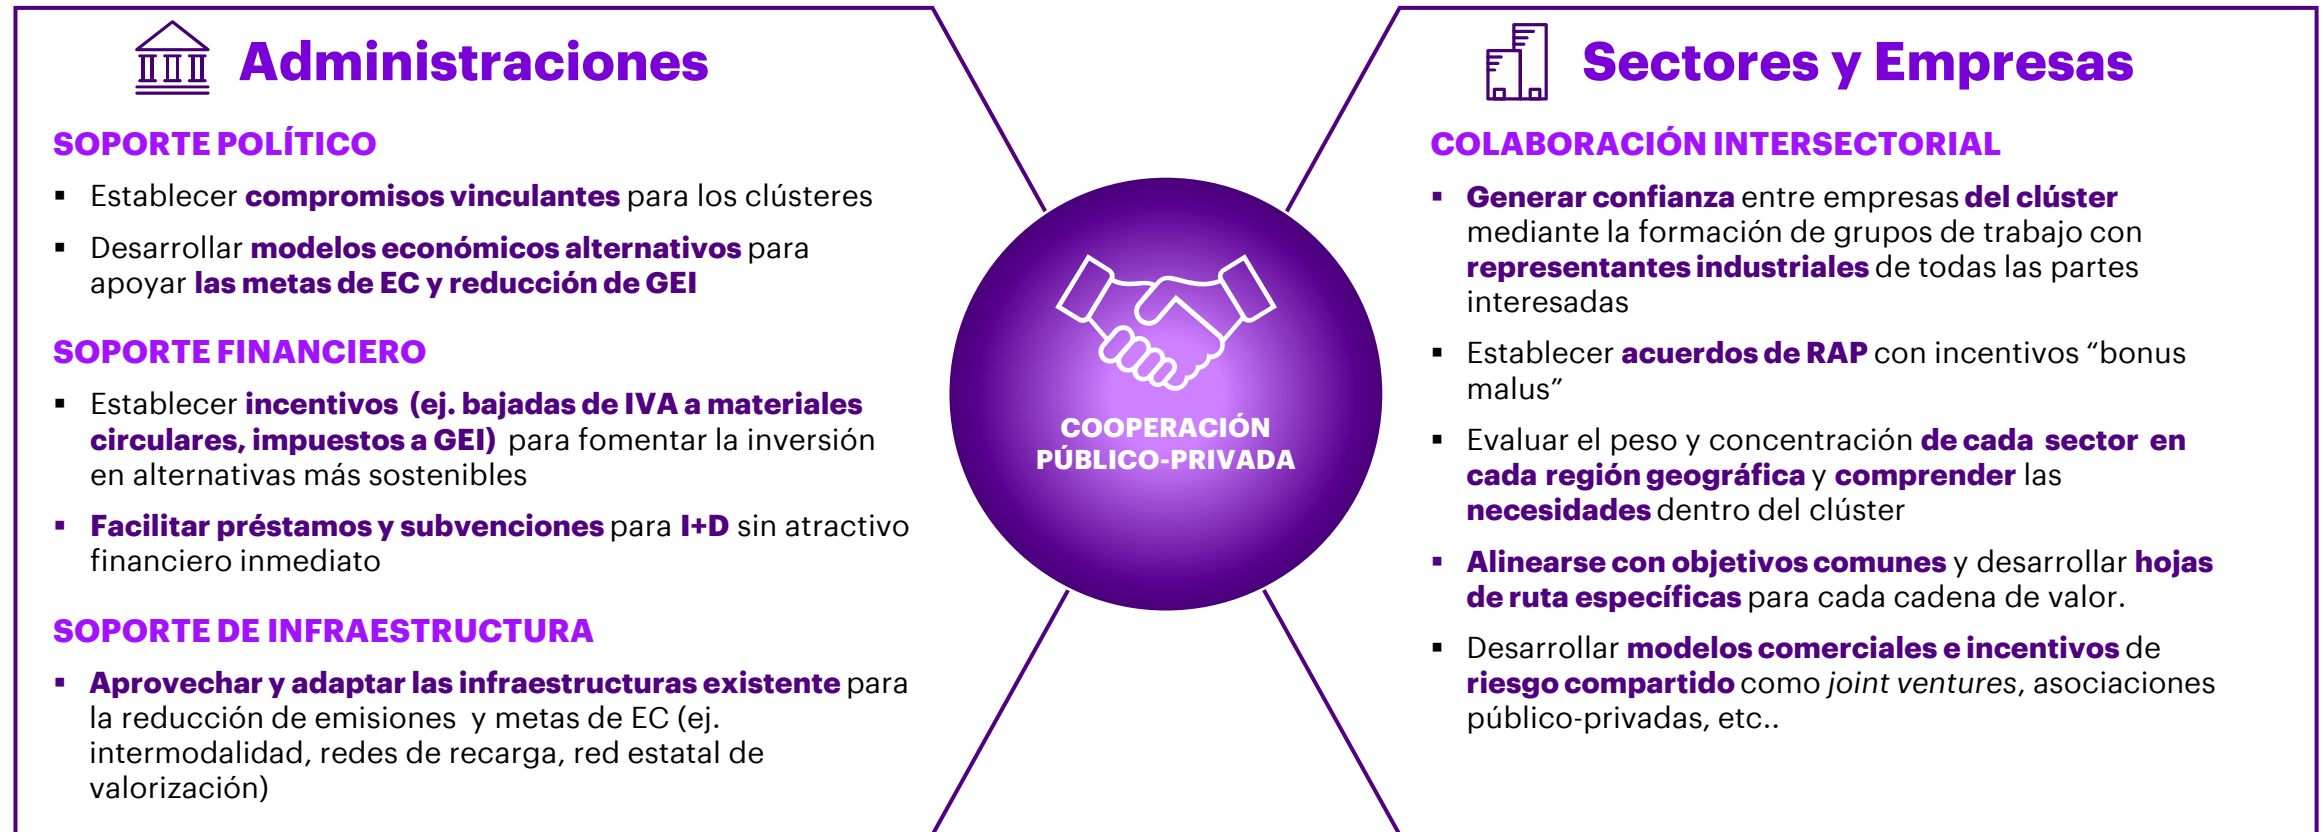 Administraciones
SOPORTE POLÍTICO
▪ Establecer compromisos vinculantes para los clústeres
▪ Desarrollar modelos económicos alternativos para
apoyar las metas de EC y reducción de GEI
SOPORTE FINANCIERO
▪ Establecer incentivos (ej. bajadas de IVA a materiales
circulares, impuestos a GEI) para fomentar la inversión
en alternativas más sostenibles
▪ Facilitar préstamos y subvenciones para I+D sin atractivo
financiero inmediato
SOPORTE DE INFRAESTRUCTURA
▪ Aprovechar y adaptar las infraestructuras existente para
la reducción de emisiones y metas de EC (ej.
intermodalidad, redes de recarga, red estatal de
valorización)
COOPERACIÓN
PÚBLICO-PRIVADA
Sectores y Empresas
COLABORACIÓN INTERSECTORIAL
▪ Generar confianza entre empresas del clúster
mediante la formación de grupos de trabajo con
representantes industriales de todas las partes
interesadas
▪ Establecer acuerdos de RAP con incentivos “bonus
malus”
▪ Evaluar el peso y concentración de cada sector en
cada región geográfica y comprender las
necesidades dentro del clúster
▪ Alinearse con objetivos comunes y desarrollar hojas
de ruta específicas para cada cadena de valor.
▪ Desarrollar modelos comerciales e incentivos de
riesgo compartido como joint ventures, asociaciones
público-privadas, etc..